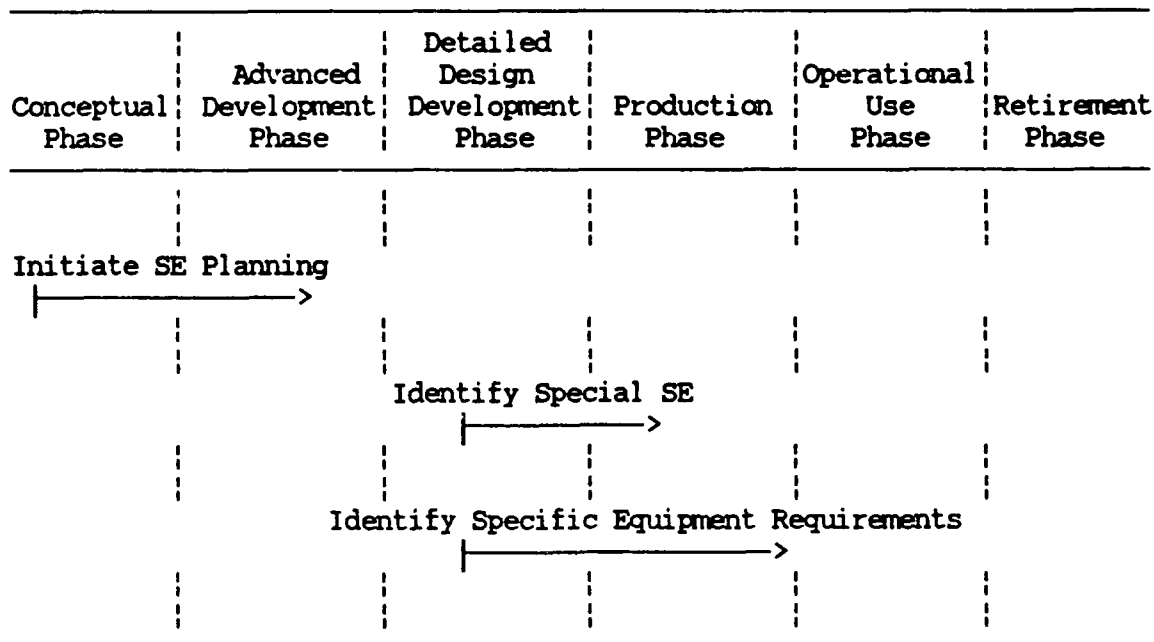 Detailed
Advanced Design Operational
Conceptual Development Development Production Use Retirement
Phase Phase Phase Phase Phase Phase
Initiate SE Planning
Identify Special SE
Identify Specific Equipment Requirements